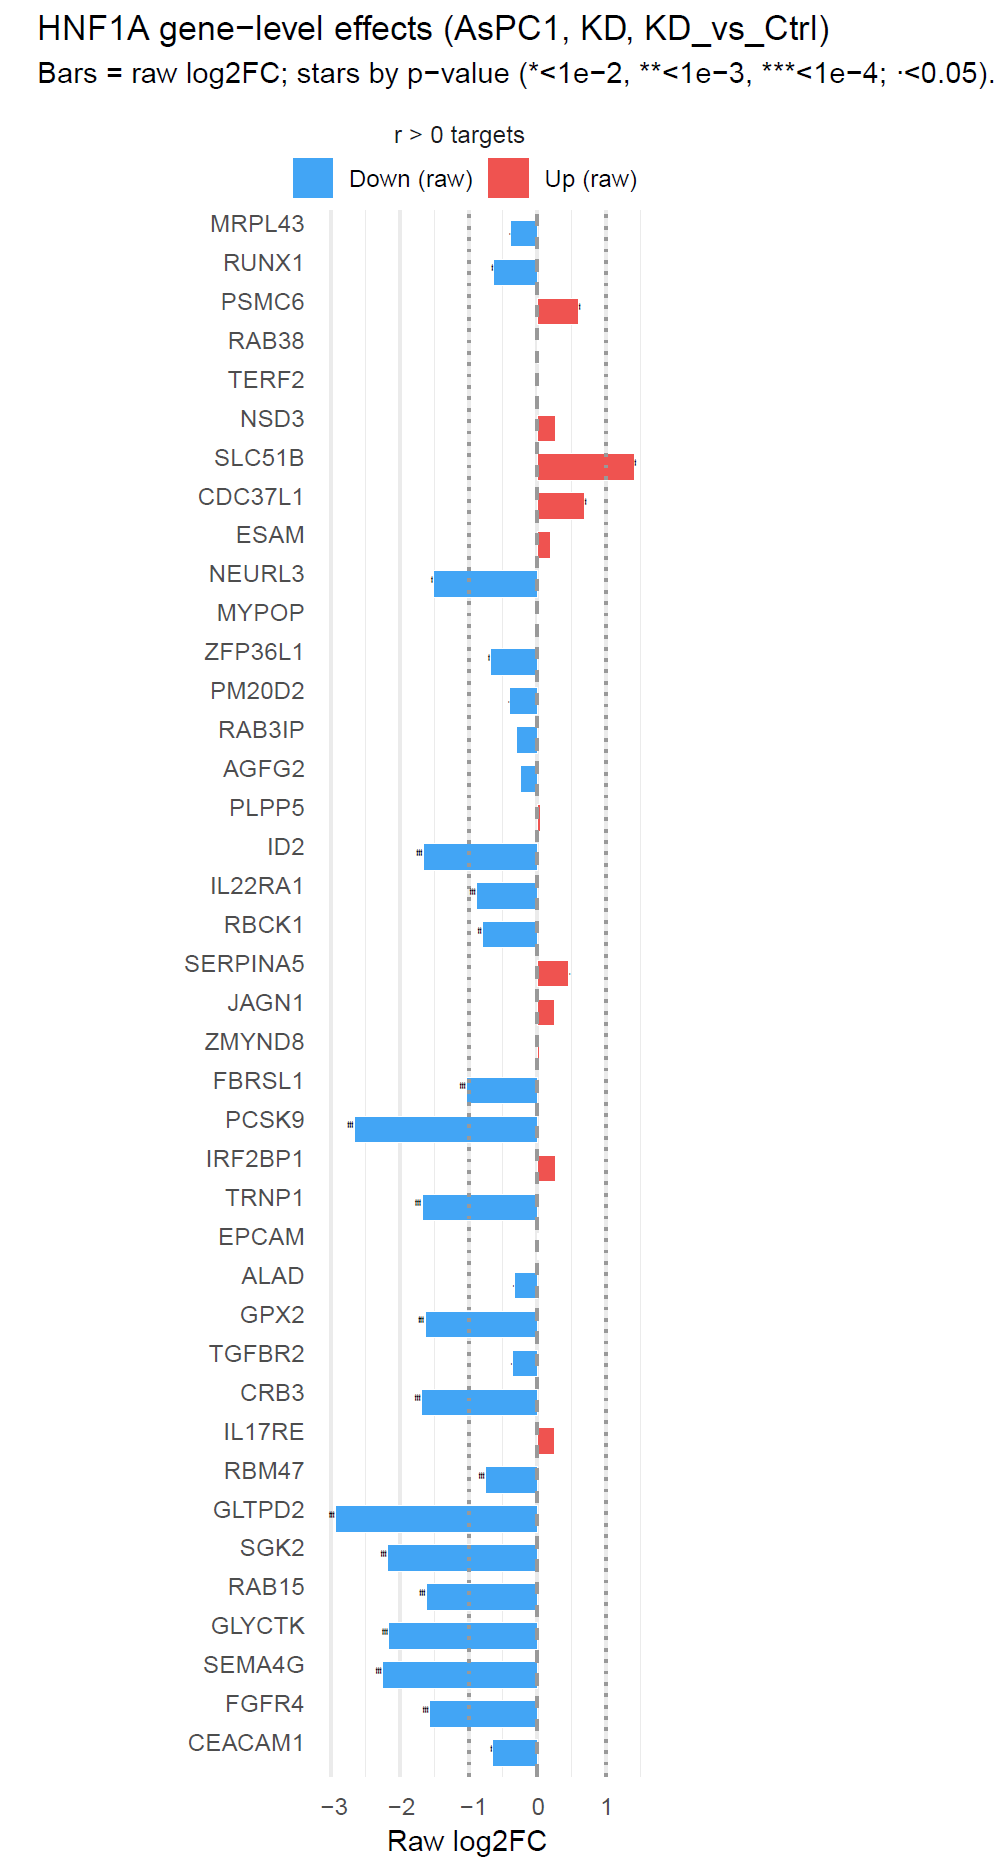 HNF1A gene−level effects (AsPC1, KD, KD_vs_Ctrl)
Bars = raw log2FC; stars by p−value (*<1e−2, **<1e−3, ***<1e−4; ·<0.05).
r > 0 targets
Down (raw) Up (raw)
MRPL43
RUNX1
PSMC6
RAB38
TERF2
NSD3
SLC51B
CDC37L1
ESAM
NEURL3
MYPOP
ZFP36L1
PM20D2
RAB3IP
AGFG2
PLPP5
ID2
IL22RA1
RBCK1
SERPINA5
JAGN1
ZMYND8
FBRSL1
PCSK9
IRF2BP1
TRNP1
EPCAM
ALAD
GPX2
TGFBR2
CRB3
IL17RE
RBM47
GLTPD2
SGK2
RAB15
GLYCTK
SEMA4G
FGFR4
CEACAM1
−3 −2 −1 0 1
Raw log2FC